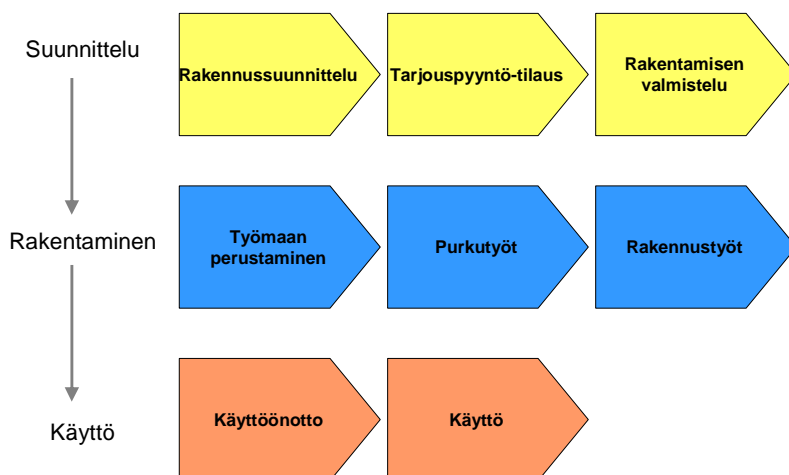 Suunnittelu
Rakennussuunnittelu
Tarjouspyyntö-tilaus
Rakentamisen
valmistelu
Rakentaminen
Työmaan
perustaminen
Purkutyöt
Rakennustyöt
Käyttö
Käyttöönotto
Käyttö